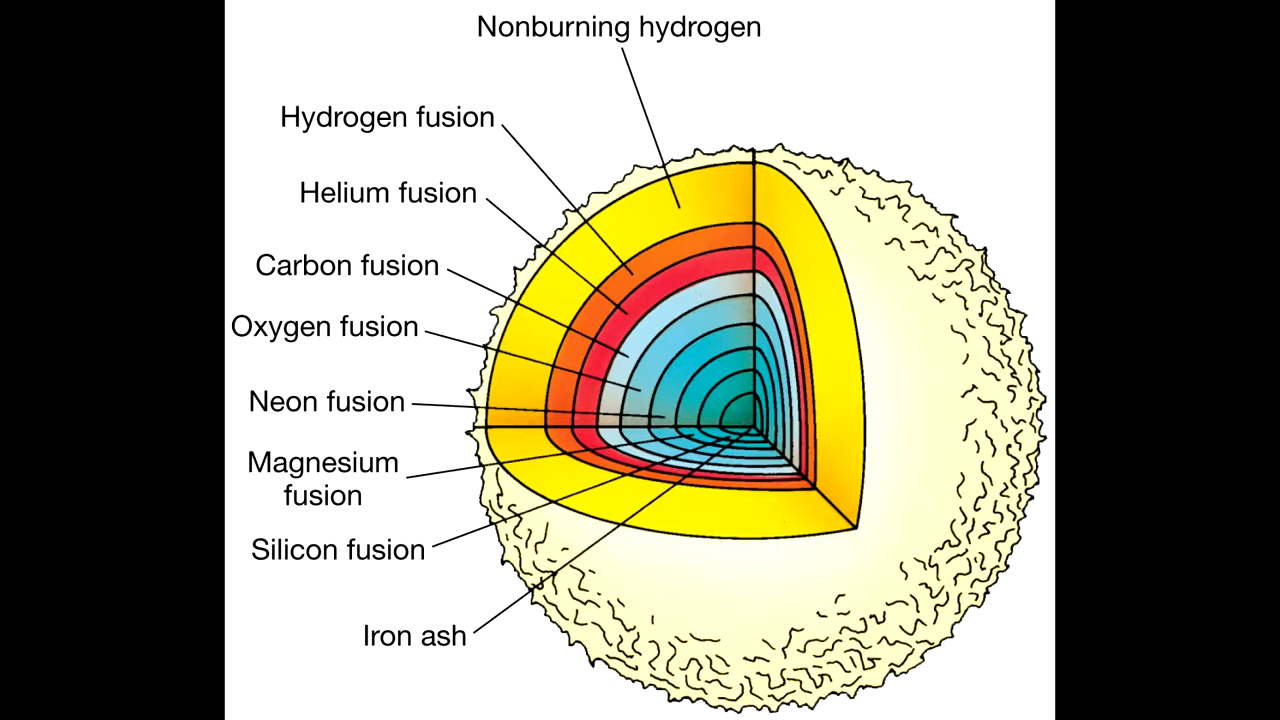 Nonburning hydrogen
Hydrogen fusion
Helium fusion
Carbon fusion
Oxygen fusion
Neon fusion
Magnesium
fusion
Silicon fusion
Iron ash